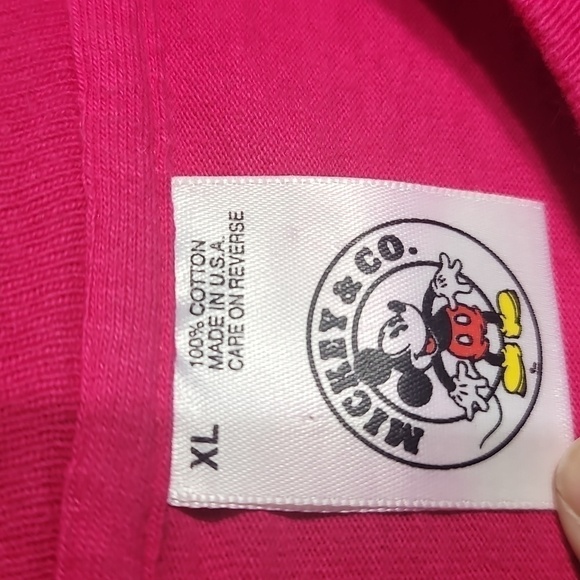 MICKEY & CO.
XL
100% COTTON
MADE IN U.S.A.
CARE ON REVERSE